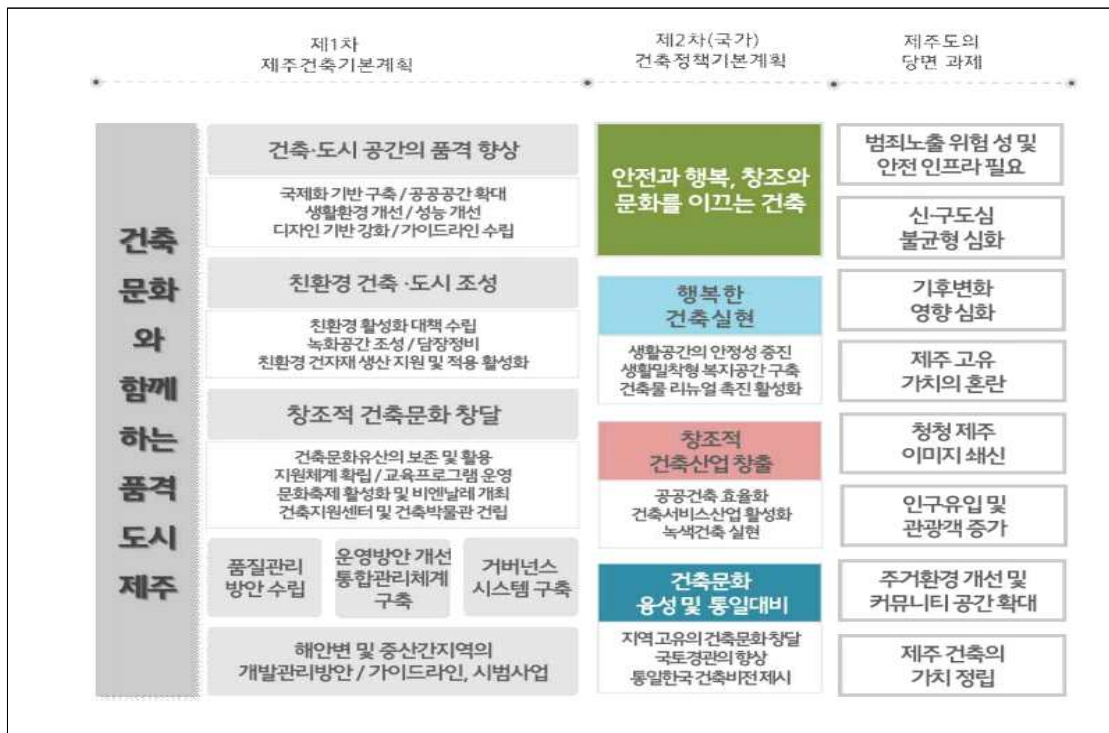 제1차
제주건축기본계획
제2차(국가)
건축정책기본계획
제주도의
당면 과제
건축
문화
와
함께
하는
품격
도시
제주
건축·도시 공간의 품격 향상
국제화 기반 구축 / 공공공간 확대
생활환경 개선 / 성능 개선
디자인 기반 강화 / 가이드라인 수립
친환경 건축 ·도시 조성
친환경 활성화 대책 수립
녹화공간 조성 / 담장정비
친환경 건자재 생산 지원 및 적용 활성화
창조적 건축문화 창달
건축문화유산의 보존 및 활용
지원체계 확립 / 교육프로그램 운영
문화축제 활성화 및 비엔날레 개최
건축지원센터 및 건축박물관 건립
품질관리
방안 수립
운영방안 개선
통합관리체계
구축
거버넌스
시스템 구축
해안변 및 중산간지역의
개발관리방안 / 가이드라인, 시범사업
안전과 행복, 창조와
문화를 이끄는 건축
행복한
건축실현
생활공간의 안정성 증진
생활밀착형 복지공간 구축
건축물 리뉴얼 촉진 활성화
창조적
건축산업 창출
공공건축 효율화
건축서비스산업 활성화
녹색건축 실현
건축문화
융성 및 통일대비
지역 고유의 건축문화 창달
국토경관의 향상
통일한국 건축비전 제시
범죄노출 위험 성 및
안전 인프라 필요
신·구도심
불균형 심화
기후변화
영향 심화
제주 고유
가치의 혼란
청청 제주
이미지 쇄신
인구유입 및
관광객 증가
주거환경 개선 및
커뮤니티 공간 확대
제주 건축의
가치 정립